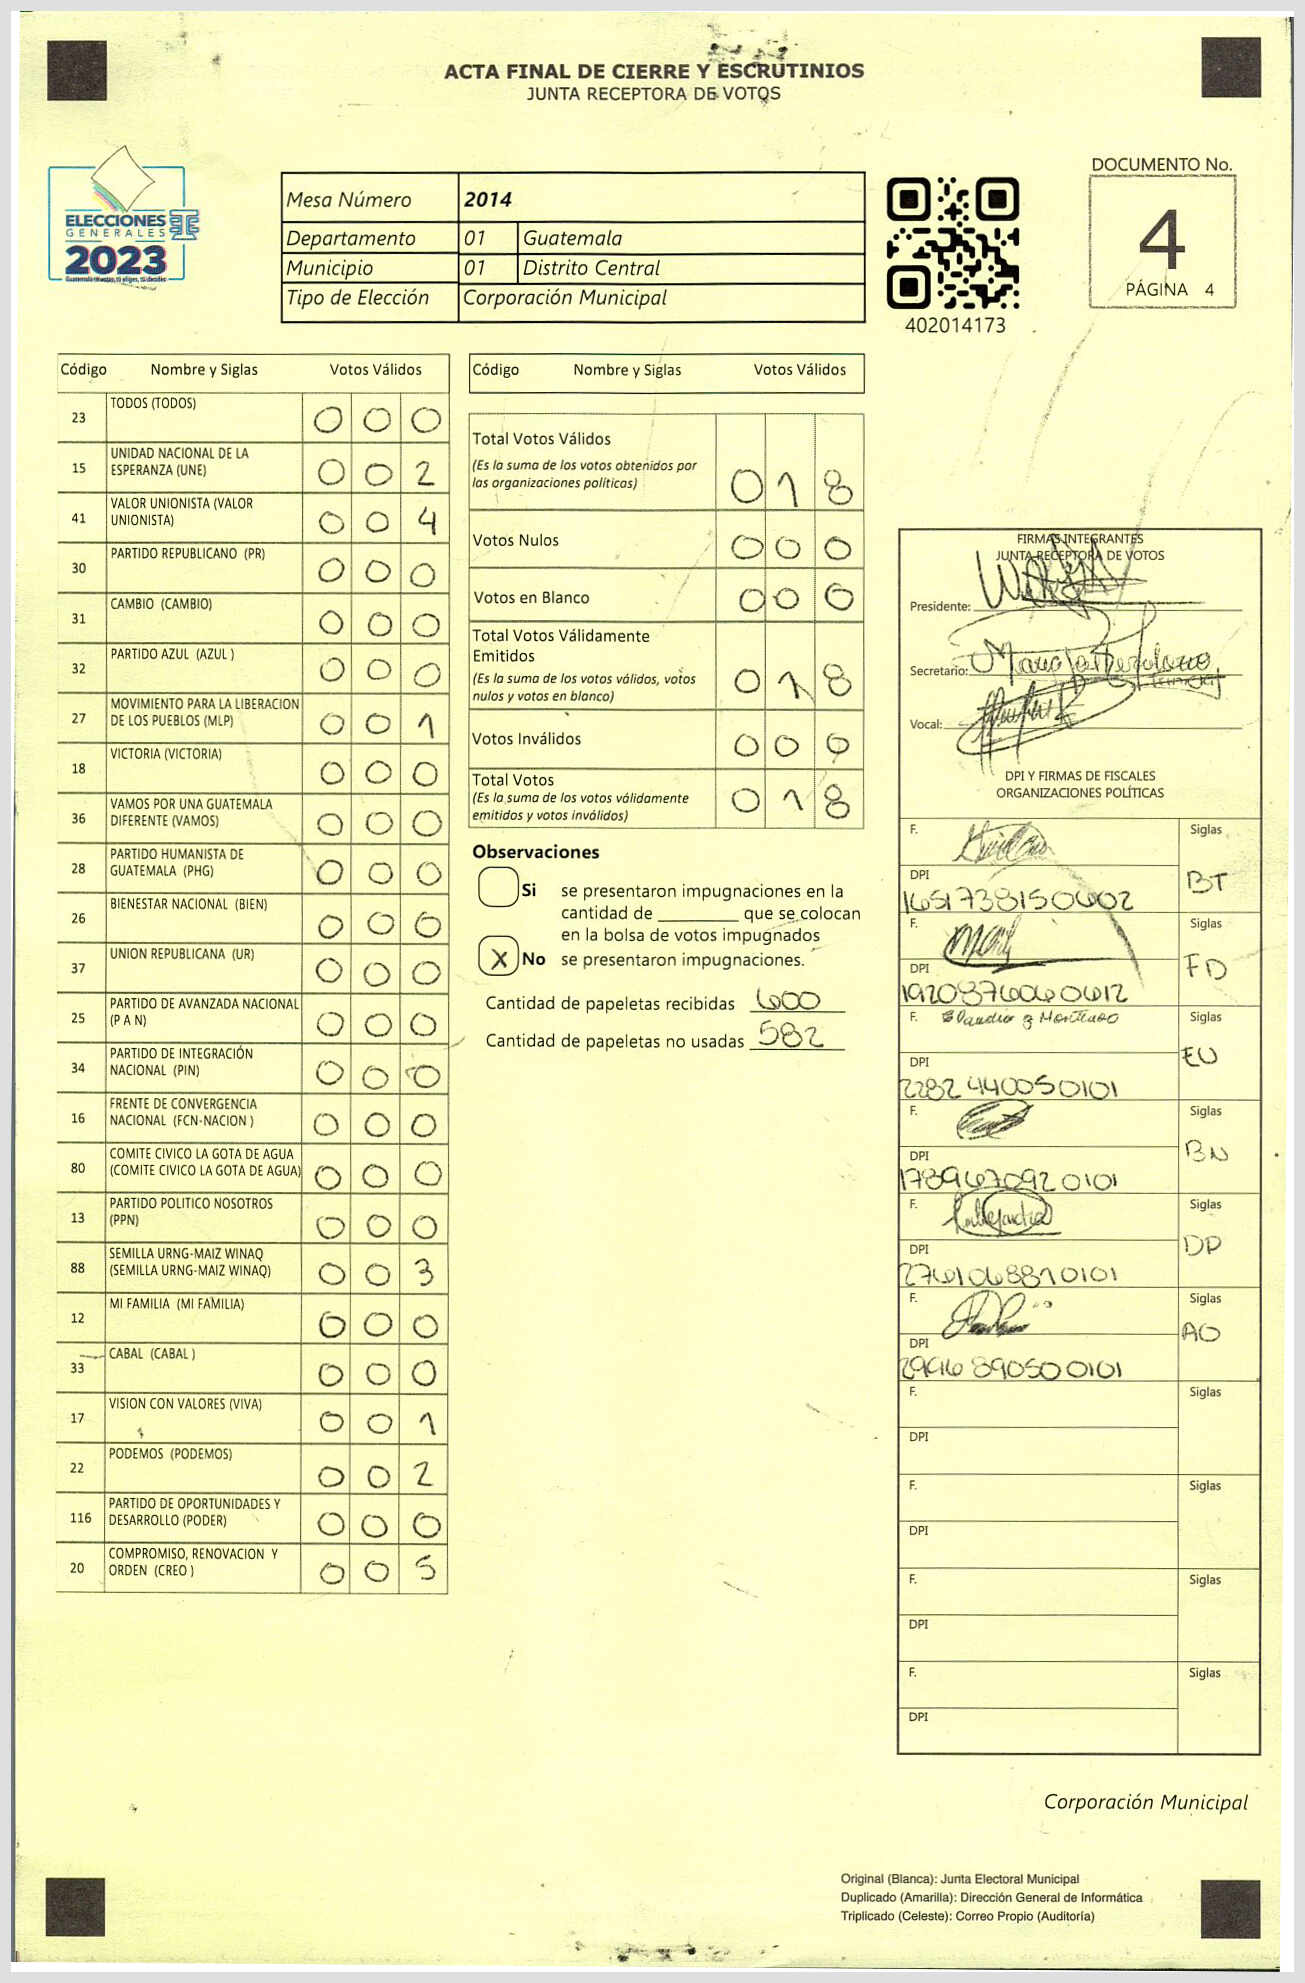 ACTA FINAL DE CIERRE Y ESCRUTINIOS
JUNTA RECEPTORA DE VOTOS
ELECCIONES
GENERALES
2023
Mesa Número 2014
Departamento 01 Guatemala
Municipio 01 Distrito Central
Tipo de Elección Corporación Municipal
402014173
DOCUMENTO No.
4
PÁGINA 4
Código Nombre y Siglas Votos Válidos
23 TODOS (TODOS) 0 0 0
15 UNIDAD NACIONAL DE LA
ESPERANZA (UNE) 0 0 2
41 VALOR UNIONISTA (VALOR
UNIONISTA) 0 0 4
30 PARTIDO REPUBLICANO (PR) 0 0 0
31 CAMBIO (CAMBIO) 0 0 0
32 PARTIDO AZUL (AZUL ) 0 0 0
27 MOVIMIENTO PARA LA LIBERACION
DE LOS PUEBLOS (MLP) 0 0 1
18 VICTORIA (VICTORIA) 0 0 0
36 VAMOS POR UNA GUATEMALA
DIFERENTE (VAMOS) 0 0 0
28 PARTIDO HUMANISTA DE
GUATEMALA (PHG) 0 0 0
26 BIENESTAR NACIONAL (BIEN) 0 0 0
37 UNION REPUBLICANA (UR) 0 0 0
25 PARTIDO DE AVANZADA NACIONAL
(P A N) 0 0 0
34 PARTIDO DE INTEGRACIÓN
NACIONAL (PIN) 0 0 0
16 FRENTE DE CONVERGENCIA
NACIONAL (FCN-NACION ) 0 0 0
80 COMITE CIVICO LA GOTA DE AGUA
(COMITE CIVICO LA GOTA DE AGUA) 0 0 0
13 PARTIDO POLITICO NOSOTROS
(PPN) 0 0 0
88 SEMILLA URNG-MAIZ WINAQ
(SEMILLA URNG-MAIZ WINAQ) 0 0 3
12 MI FAMILIA (MI FAMILIA) 0 0 0
33 CABAL (CABAL ) 0 0 0
17 VISION CON VALORES (VIVA) 0 0 1
22 PODEMOS (PODEMOS) 0 0 2
116 PARTIDO DE OPORTUNIDADES Y
DESARROLLO (PODER) 0 0 0
20 COMPROMISO, RENOVACION Y
ORDEN (CREO ) 0 0 5
Código Nombre y Siglas Votos Válidos
Total Votos Válidos
(Es la suma de los votos obtenidos por
las organizaciones políticas) 0 1 8
Votos Nulos 0 0 0
Votos en Blanco 0 0 0
Total Votos Válidamente
Emitidos
(Es la suma de los votos válidos, votos
nulos y votos en blanco) 0 1 8
Votos Inválidos 0 0 0
Total Votos
(Es la suma de los votos válidamente
emitidos y votos inválidos) 0 1 8
Observaciones
Si se presentaron impugnaciones en la
cantidad de ________ que se colocan
en la bolsa de votos impugnados
X No se presentaron impugnaciones.
Cantidad de papeletas recibidas 600
Cantidad de papeletas no usadas 582
FIRMAS INTEGRANTES
JUNTA RECEPTORA DE VOTOS
Presidente:
Secretario:
Vocal:
DPI Y FIRMAS DE FISCALES
ORGANIZACIONES POLÍTICAS
F. Siglas
DPI BT
1651738150602
F. Siglas
DPI FD
1920876060612
F. Siglas
DPI EU
2282440050101
F. Siglas
DPI BN
1789670920101
F. Siglas
DPI DP
2761068810101
F. Siglas
DPI AO
2996890500101
F. Siglas
DPI
F. Siglas
DPI
F. Siglas
DPI
F. Siglas
DPI
Corporación Municipal
Original (Blanca): Junta Electoral Municipal
Duplicado (Amarilla): Dirección General de Informática
Triplicado (Celeste): Correo Propio (Auditoría)